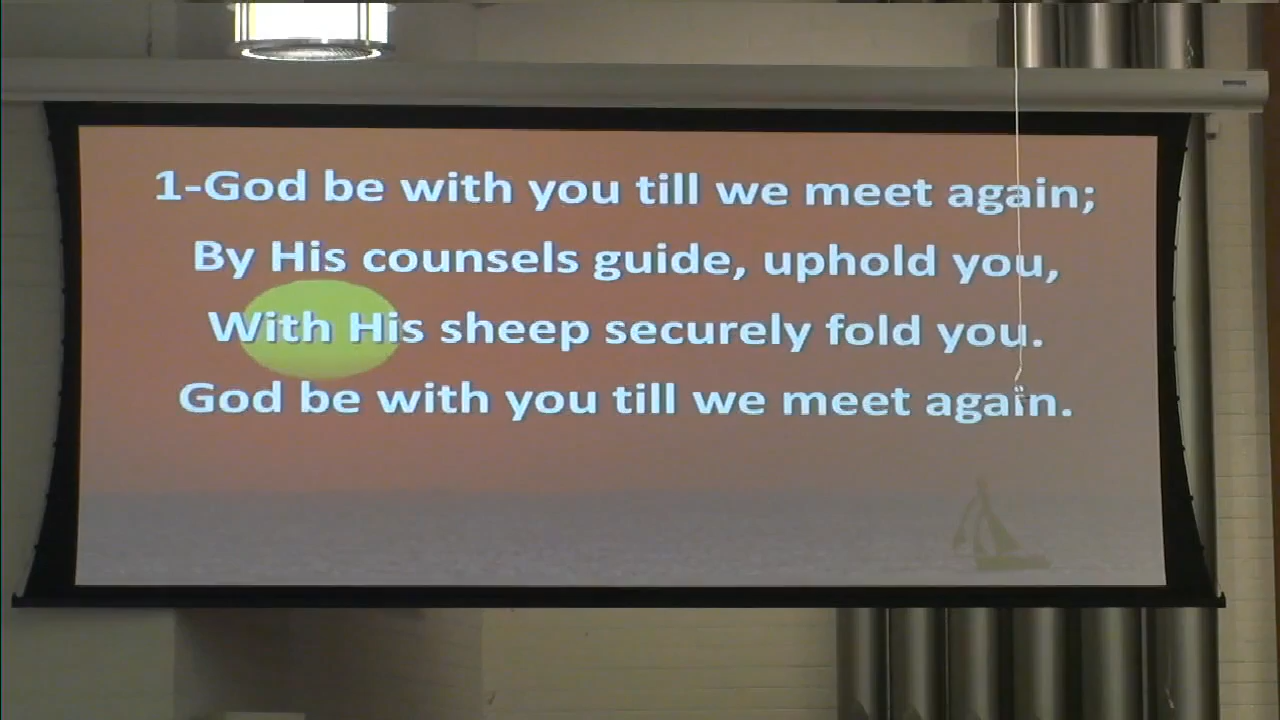 1-God be with you till we meet again;
By His counsels guide, uphold you,
With His sheep securely fold you.
God be with you till we meet again.